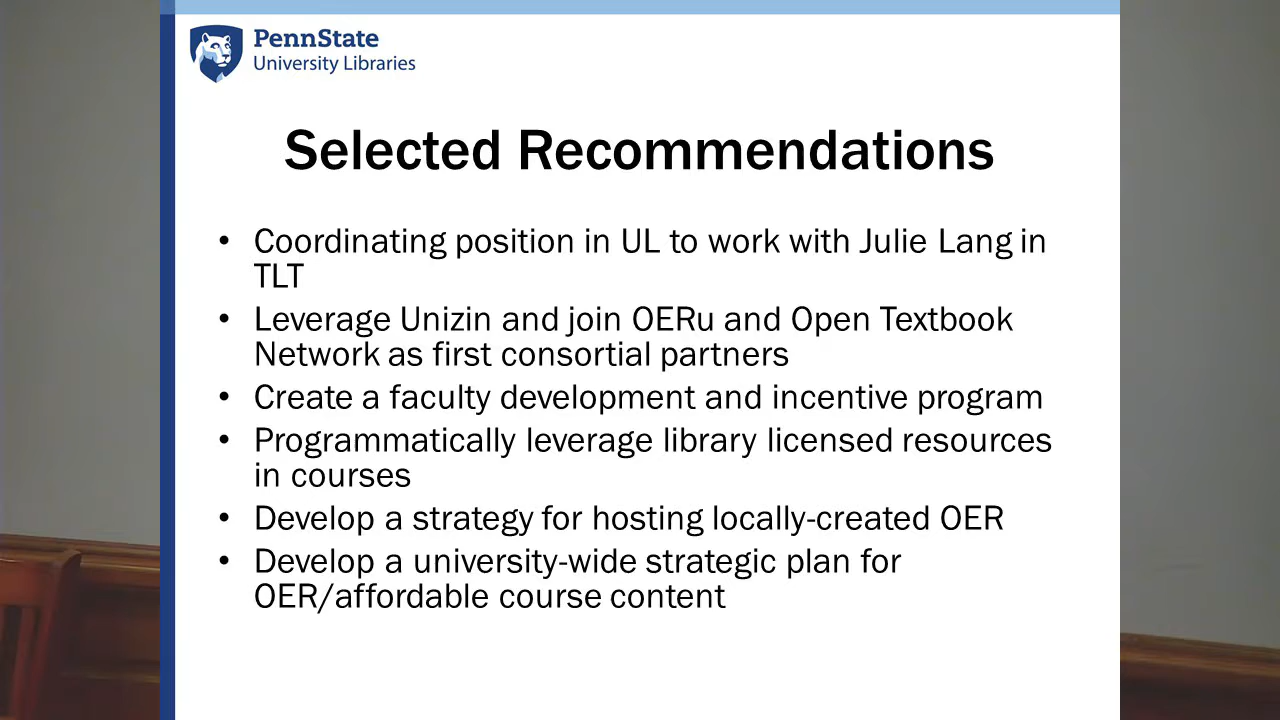 PennState
University Libraries
Selected Recommendations
• Coordinating position in UL to work with Julie Lang in
TLT
• Leverage Unizin and join OERu and Open Textbook
Network as first consortial partners
• Create a faculty development and incentive program
• Programmatically leverage library licensed resources
in courses
• Develop a strategy for hosting locally-created OER
• Develop a university-wide strategic plan for
OER/affordable course content